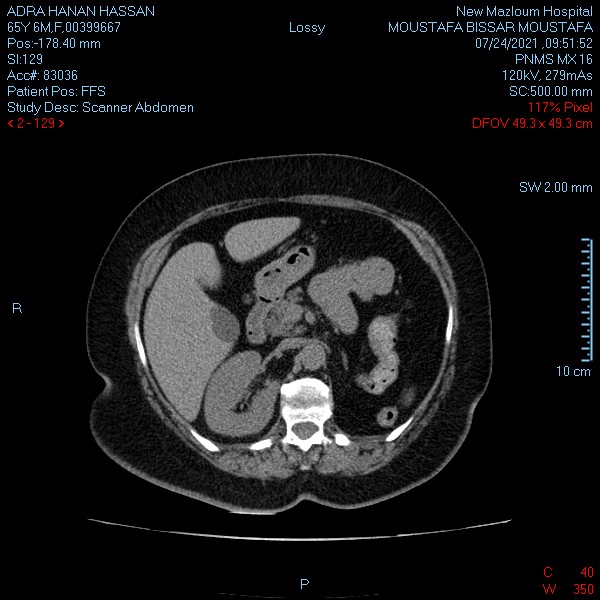 ADRA HANAN HASSAN
65Y 6M,F,00399667
Pos:-178.40 mm
SI:129
Acc#: 83036
Patient Pos: FFS
Study Desc: Scanner Abdomen
< 2 - 129 >
Lossy
New Mazloum Hospital
MOUSTAFA BISSAR MOUSTAFA
07/24/2021 ,09:51:52
PNMS MX 16
120kV, 279mAs
SC:500.00 mm
117% Pixel
DFOV 49.3 x 49.3 cm
SW 2.00 mm
R
10 cm
P
C 40
W 350